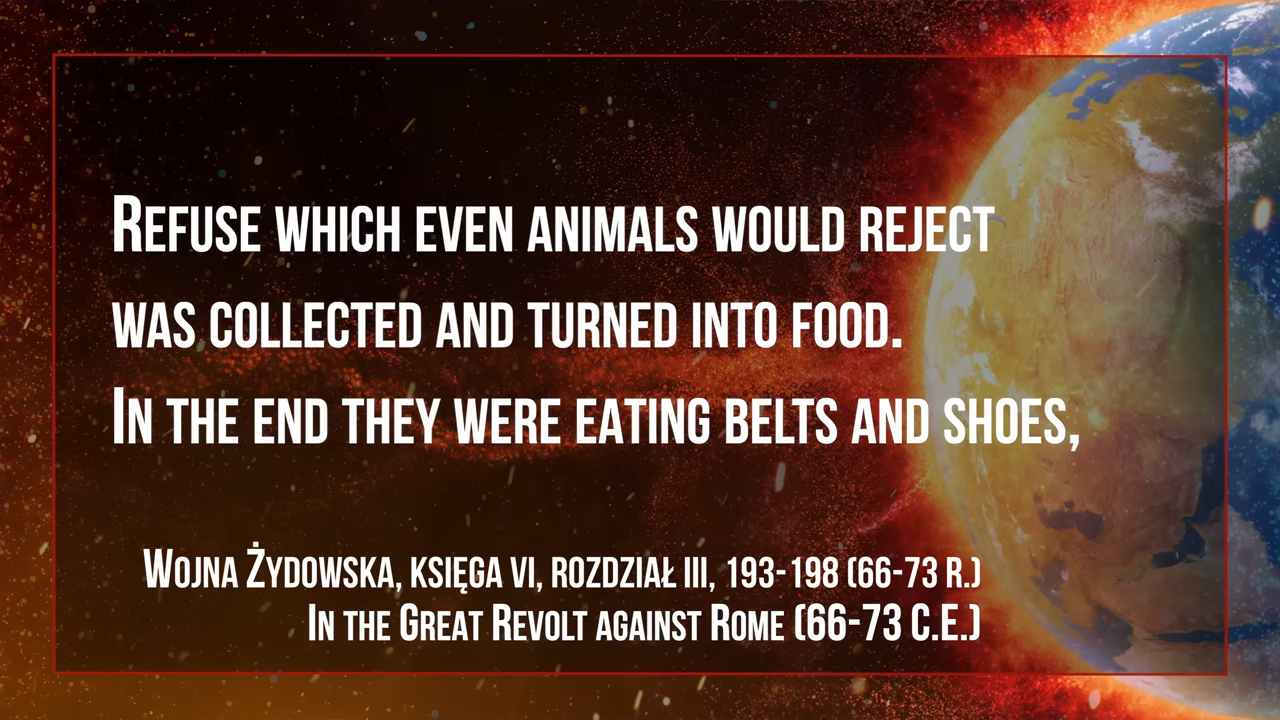 Refuse which even animals would reject
was collected and turned into food.
In the end they were eating belts and shoes,
Wojna Żydowska, księga VI, rozdział III, 193-198 (66-73 r.)
In the Great Revolt against Rome (66-73 C.E.)